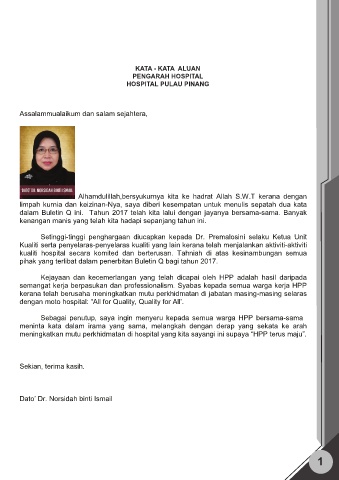 KATA - KATA ALUAN
PENGARAH HOSPITAL
HOSPITAL PULAU PINANG
Assalammualaikum dan salam sejahtera,
DATO' DR. NORSIDAH BINTI ISMAIL
Alhamdulillah,bersyukurnya kita ke hadrat Allah S.W.T kerana dengan
limpah kurnia dan keizinan-Nya, saya diberi kesempatan untuk menulis sepatah dua kata
dalam Buletin Q ini. Tahun 2017 telah kita lalui dengan jayanya bersama-sama. Banyak
kenangan manis yang telah kita hadapi sepanjang tahun ini.
Setinggi-tinggi penghargaan diucapkan kepada Dr. Premalosini selaku Ketua Unit
Kualiti serta penyelaras-penyelaras kualiti yang lain kerana telah menjalankan aktiviti-aktiviti
kualiti hospital secara komited dan berterusan. Tahniah di atas kesinambungan semua
pihak yang terlibat dalam penerbitan Buletin Q bagi tahun 2017.
Kejayaan dan kecemerlangan yang telah dicapai oleh HPP adalah hasil daripada
semangat kerja berpasukan dan professionalism. Syabas kepada semua warga kerja HPP
kerana telah berusaha meningkatkan mutu perkhidmatan di jabatan masing-masing selaras
dengan moto hospital: "All for Quality, Quality for All'.
Sebagai penutup, saya ingin menyeru kepada semua warga HPP bersama-sama
meminta kata dalam irama yang sama, melangkah dengan derap yang sekata ke arah
meningkatkan mutu perkhidmatan di hospital yang kita sayangi ini supaya "HPP terus maju".
Sekian, terima kasih.
Dato' Dr. Norsidah binti Ismail
1